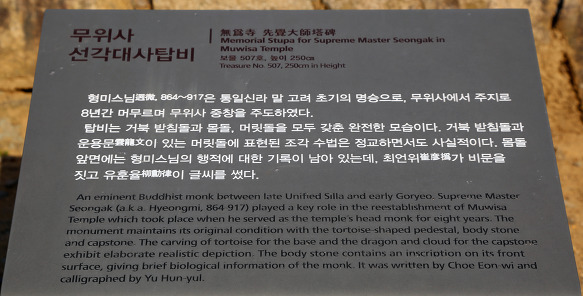 무위사
선각대사탑비
無爲寺 先覺大師塔碑
Memorial Stupa for Supreme Master Seongak in
Muwisa Temple
보물 507호, 높이 250㎝
Treasure No. 507, 250cm in Height
형미스님逈微, 864~917은 통일신라 말 고려 초기의 명승으로, 무위사에서 주지로
8년간 머무르며 무위사 중창을 주도하였다.
탑비는 거북 받침돌과 몸돌, 머릿돌을 모두 갖춘 완전한 모습이다. 거북 받침돌과
운용문雲龍文이 있는 머릿돌에 표현된 조각 수법은 정교하면서도 사실적이다. 몸돌
앞면에는 형미스님의 행적에 대한 기록이 남아 있는데, 최언위崔彦撝가 비문을
짓고 유훈율柳勳律이 글씨를 썼다.
An eminent Buddhist monk between late Unified Silla and early Goryeo. Supreme Master
Seongak (a.k.a. Hyeongmi, 864-917) played a key role in the reestablishment of Muwisa
Temple which took place when he served as the temple's head monk for eight years. The
monument maintains its original condition with the tortoise-shaped pedestal, body stone
and capstone. The carving of tortoise for the base and the dragon and cloud for the capstone
exhibit elaborate realistic depiction. The body stone contains an inscription on its front
surface, giving brief biological information of the monk. It was written by Choe Eon-wi and
calligraphed by Yu Hun-yul.